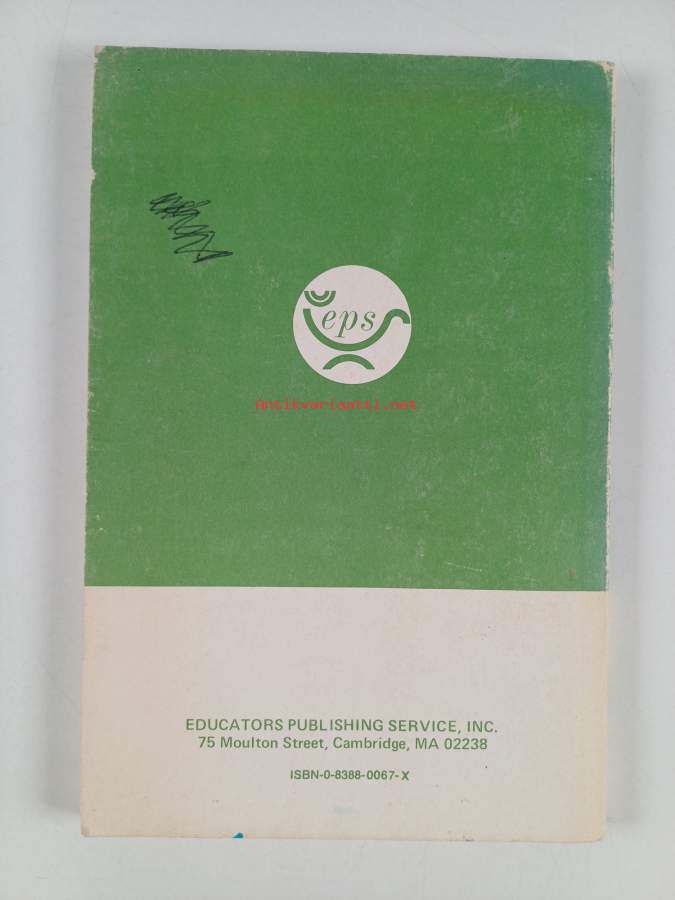 eps
Antikvariaatti.net
EDUCATORS PUBLISHING SERVICE, INC.
75 Moulton Street, Cambridge, MA 02238
ISBN-0-8388-0067-X